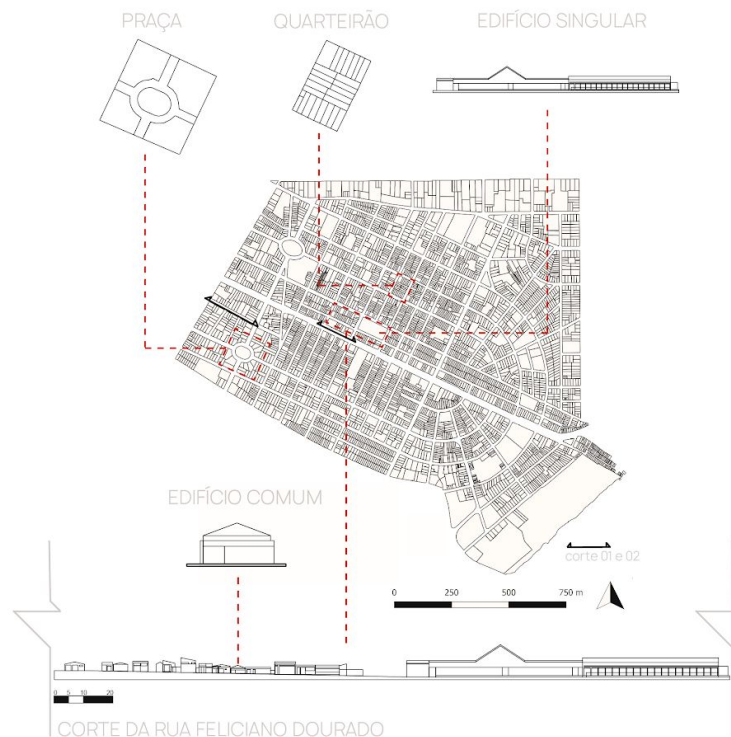 PRAÇA
QUARTEIRÃO
EDIFÍCIO SINGULAR
EDIFÍCIO COMUM
corte 01 e 02
0 250 500 750 m
0 5 10 20
CORTE DA RUA FELICIANO DOURADO